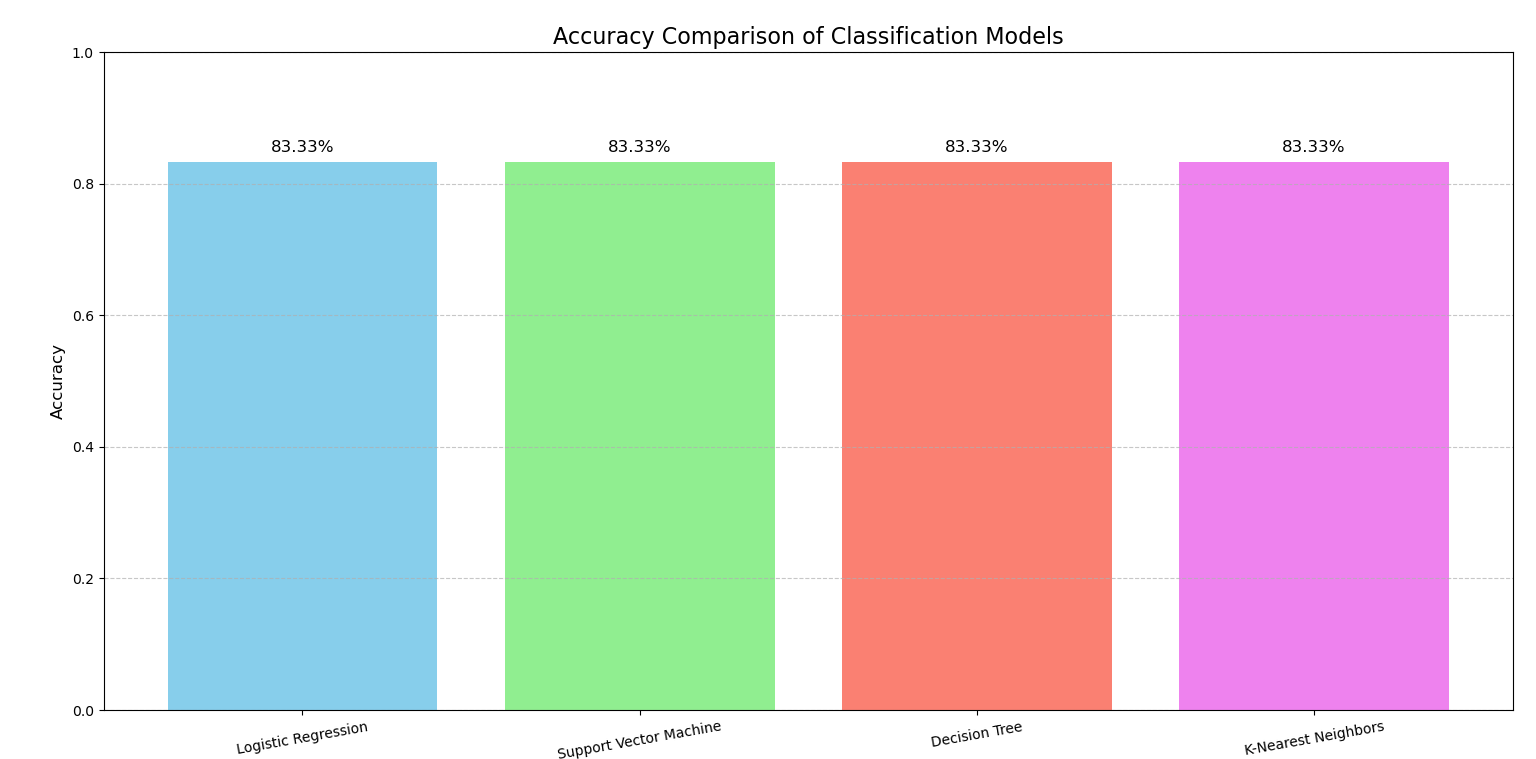 Accuracy Comparison of Classification Models
1.0
0.8
0.6
0.4
0.2
0.0
Accuracy
83.33%
83.33%
83.33%
83.33%
Logistic Regression
Support Vector Machine
Decision Tree
K-Nearest Neighbors